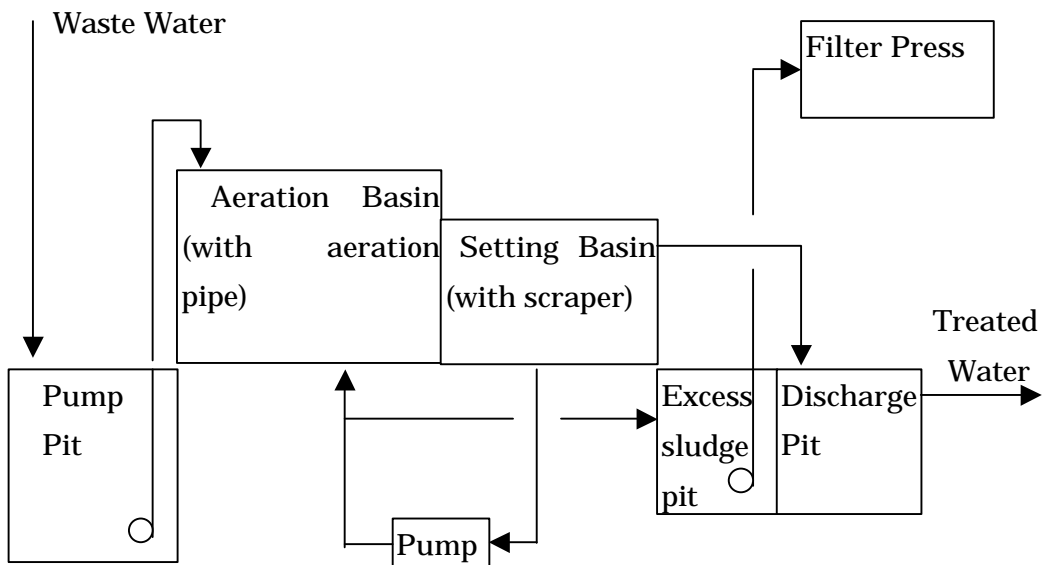 Waste Water
Filter Press
Aeration Basin
(with aeration
pipe)
Setting Basin
(with scraper)
Treated
Water
Pump
Pit
Excess
sludge
pit
Discharge
Pit
Pump